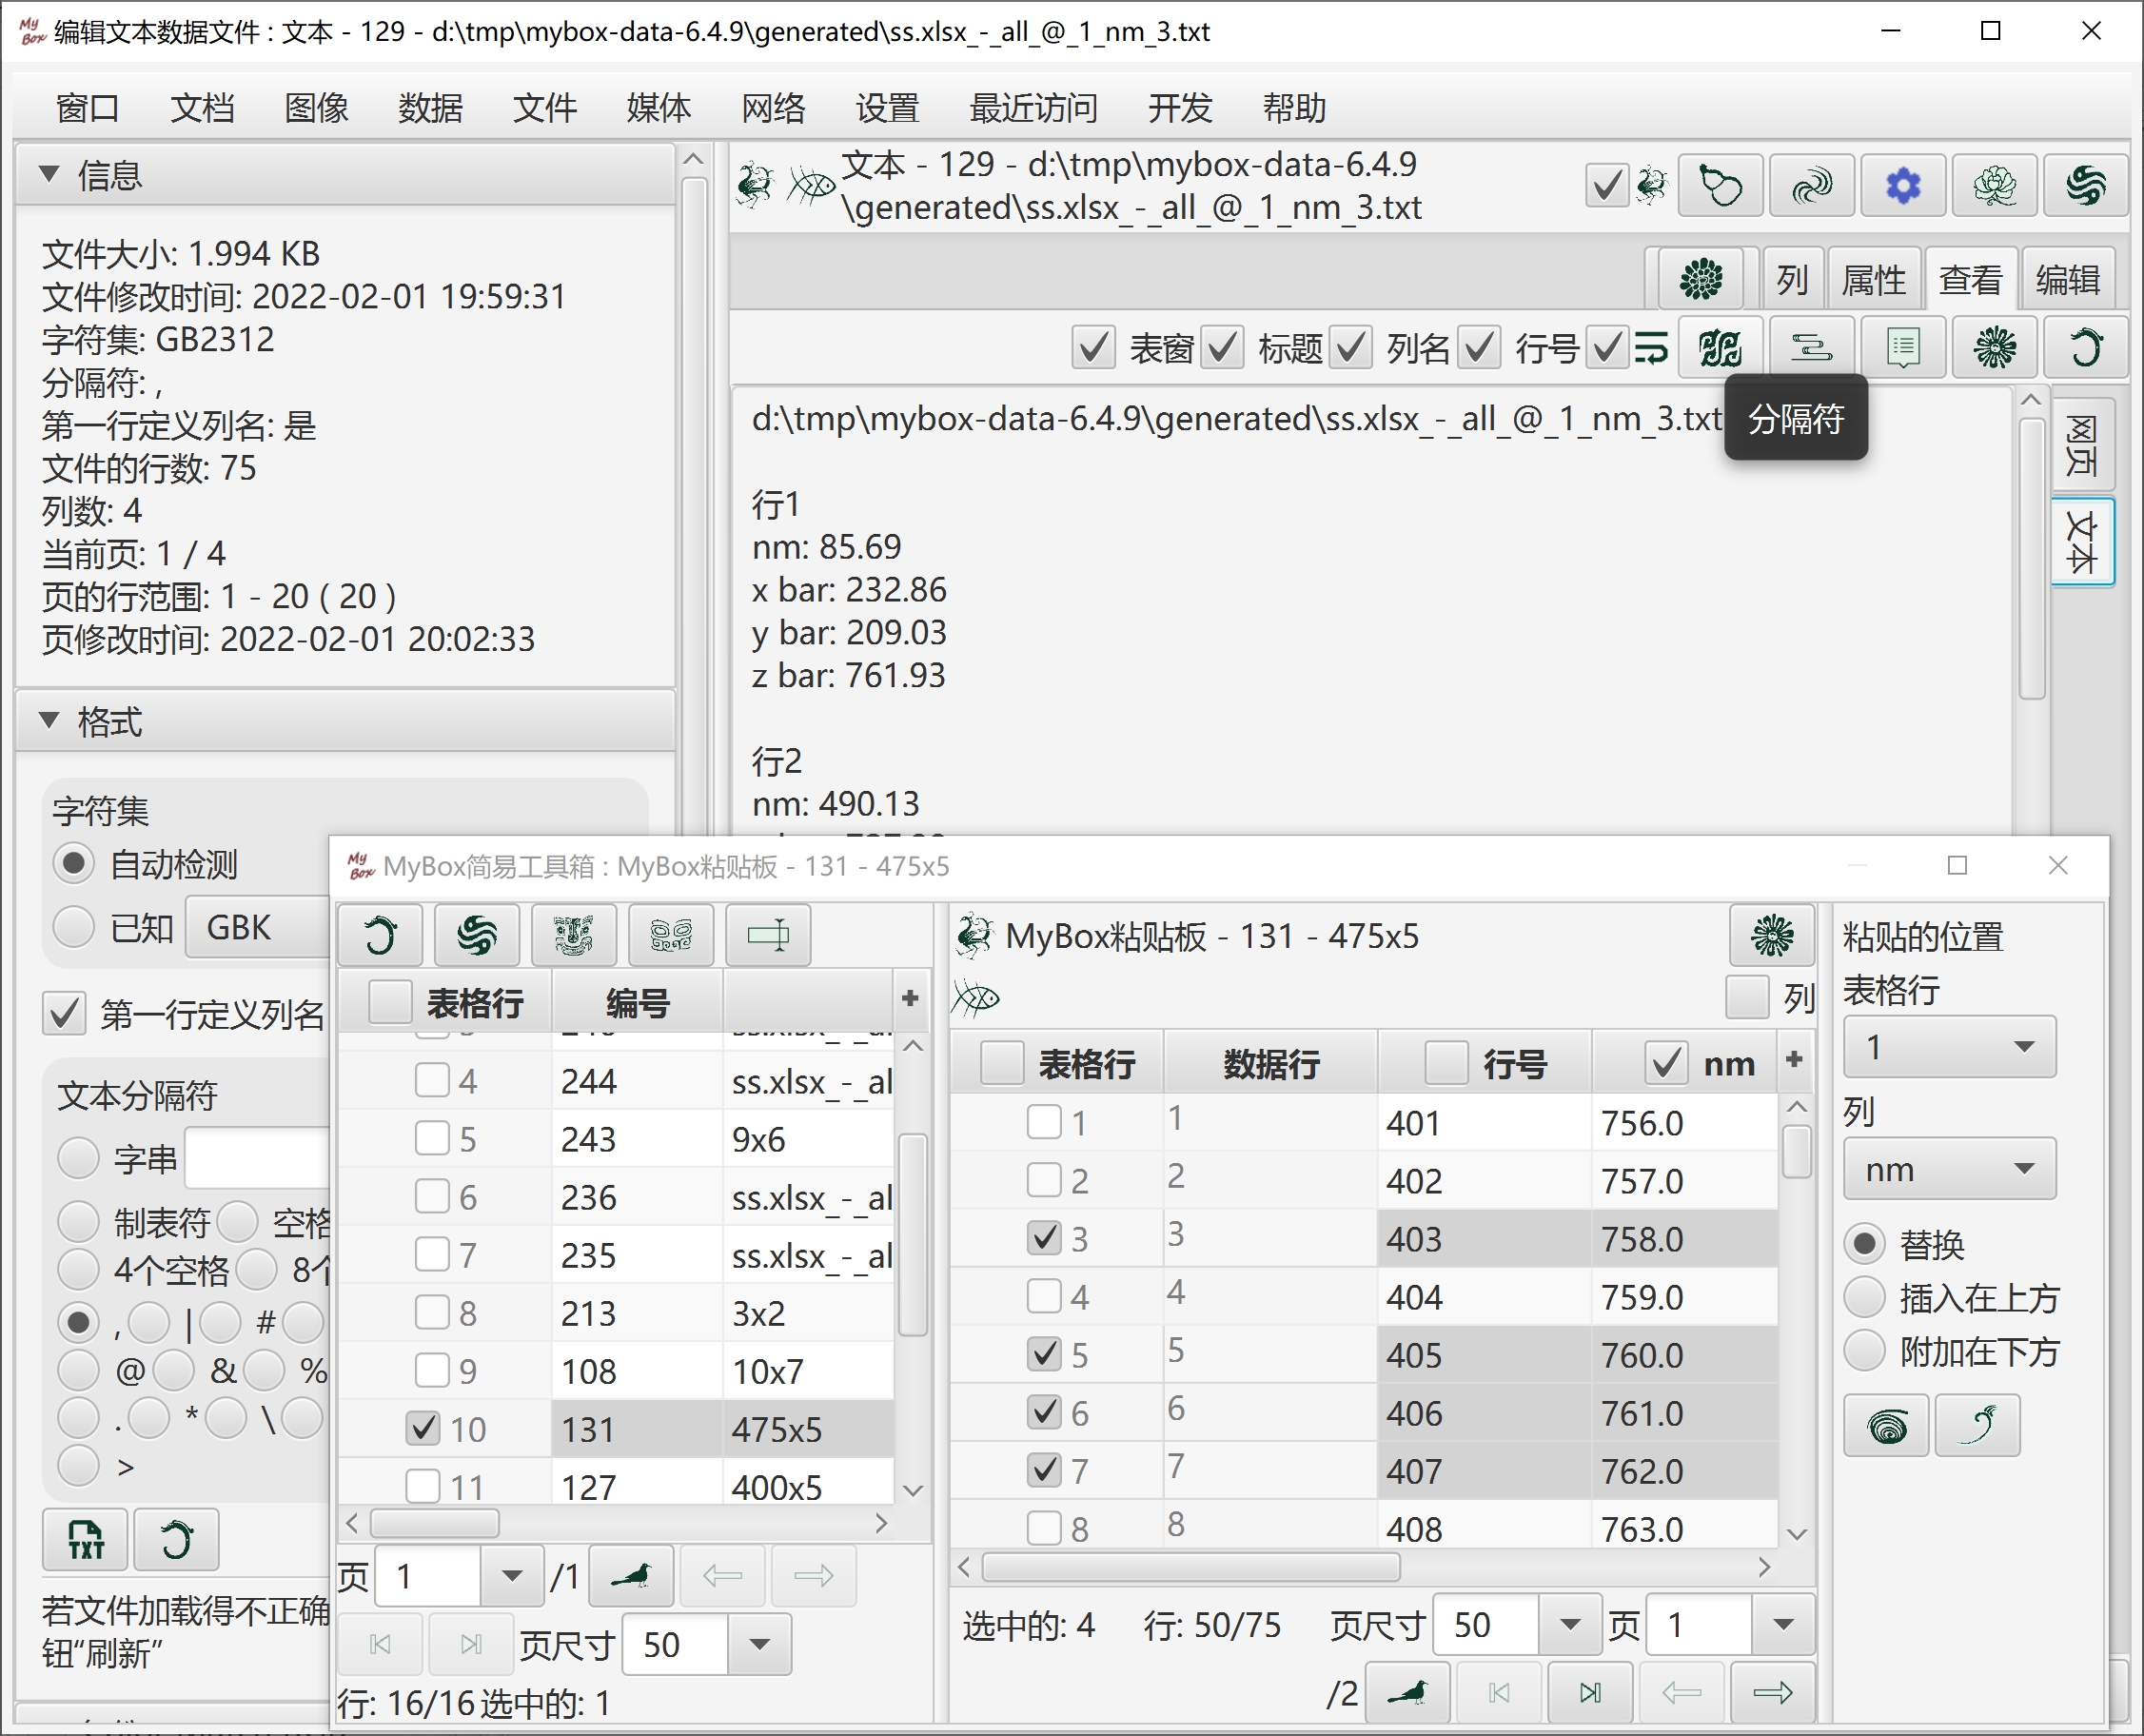 My Box 编辑文本数据文件 : 文本 - 129 - d:\tmp\mybox-data-6.4.9\generated\ss.xlsx_-_all_@_1_nm_3.txt
窗口 文档 图像 数据 文件 媒体 网络 设置 最近访问 开发 帮助
信息
文件大小: 1.994 KB
文件修改时间: 2022-02-01 19:59:31
字符集: GB2312
分隔符: ,
第一行定义列名: 是
文件的行数: 75
列数: 4
当前页: 1 / 4
页的行范围: 1 - 20 ( 20 )
页修改时间: 2022-02-01 20:02:33
格式
字符集
自动检测
已知 GBK
第一行定义列名
文本分隔符
字串
制表符 空格
4个空格 8个
, | #
@ & %
. * \
>
TXT
若文件加载得不正确
钮“刷新”
文本 - 129 - d:\tmp\mybox-data-6.4.9
\generated\ss.xlsx_-_all_@_1_nm_3.txt
列 属性 查看 编辑
表窗 标题 列名 行号
分隔符
网页
文本
d:\tmp\mybox-data-6.4.9\generated\ss.xlsx_-_all_@_1_nm_3.txt
行1
nm: 85.69
x bar: 232.86
y bar: 209.03
z bar: 761.93
行2
nm: 490.13
My Box MyBox简易工具箱 : MyBox粘贴板 - 131 - 475x5
表格行 编号 +
4 244 ss.xlsx_-_al
5 243 9x6
6 236 ss.xlsx_-_al
7 235 ss.xlsx_-_al
8 213 3x2
9 108 10x7
10 131 475x5
11 127 400x5
页 1 /1
页尺寸 50
行: 16/16 选中的: 1
MyBox粘贴板 - 131 - 475x5
列
表格行 数据行 行号 nm +
1 1 401 756.0
2 2 402 757.0
3 3 403 758.0
4 4 404 759.0
5 5 405 760.0
6 6 406 761.0
7 7 407 762.0
8 8 408 763.0
选中的: 4 行: 50/75 页尺寸 50 页 1
/2
粘贴的位置
表格行
1
列
nm
替换
插入在上方
附加在下方